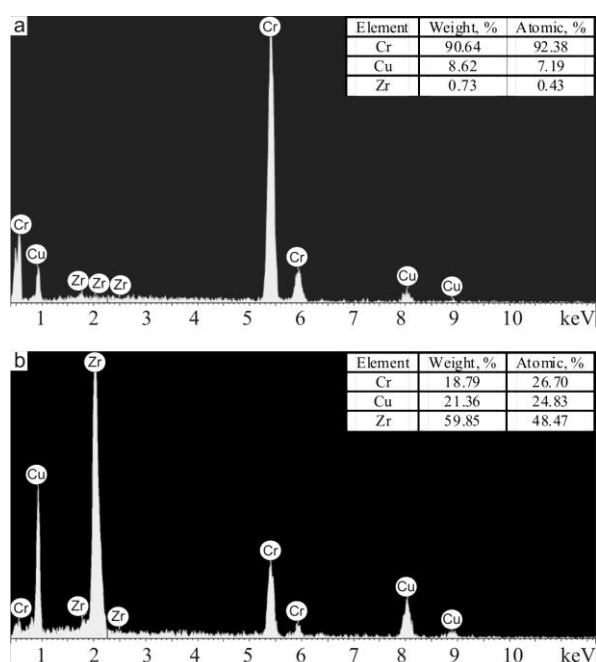 a
Element Weight, % Atomic, %
Cr 90.64 92.38
Cu 8.62 7.19
Zr 0.73 0.43
Cr
Cr
Cu
Zr Zr Zr
Cr
Cu
Cu
1 2 3 4 5 6 7 8 9 10 keV
b
Element Weight, % Atomic, %
Cr 18.79 26.70
Cu 21.36 24.83
Zr 59.85 48.47
Zr
Cu
Cr
Cr
Zr
Zr
Cr
Cu
Cu
1 2 3 4 5 6 7 8 9 10 keV